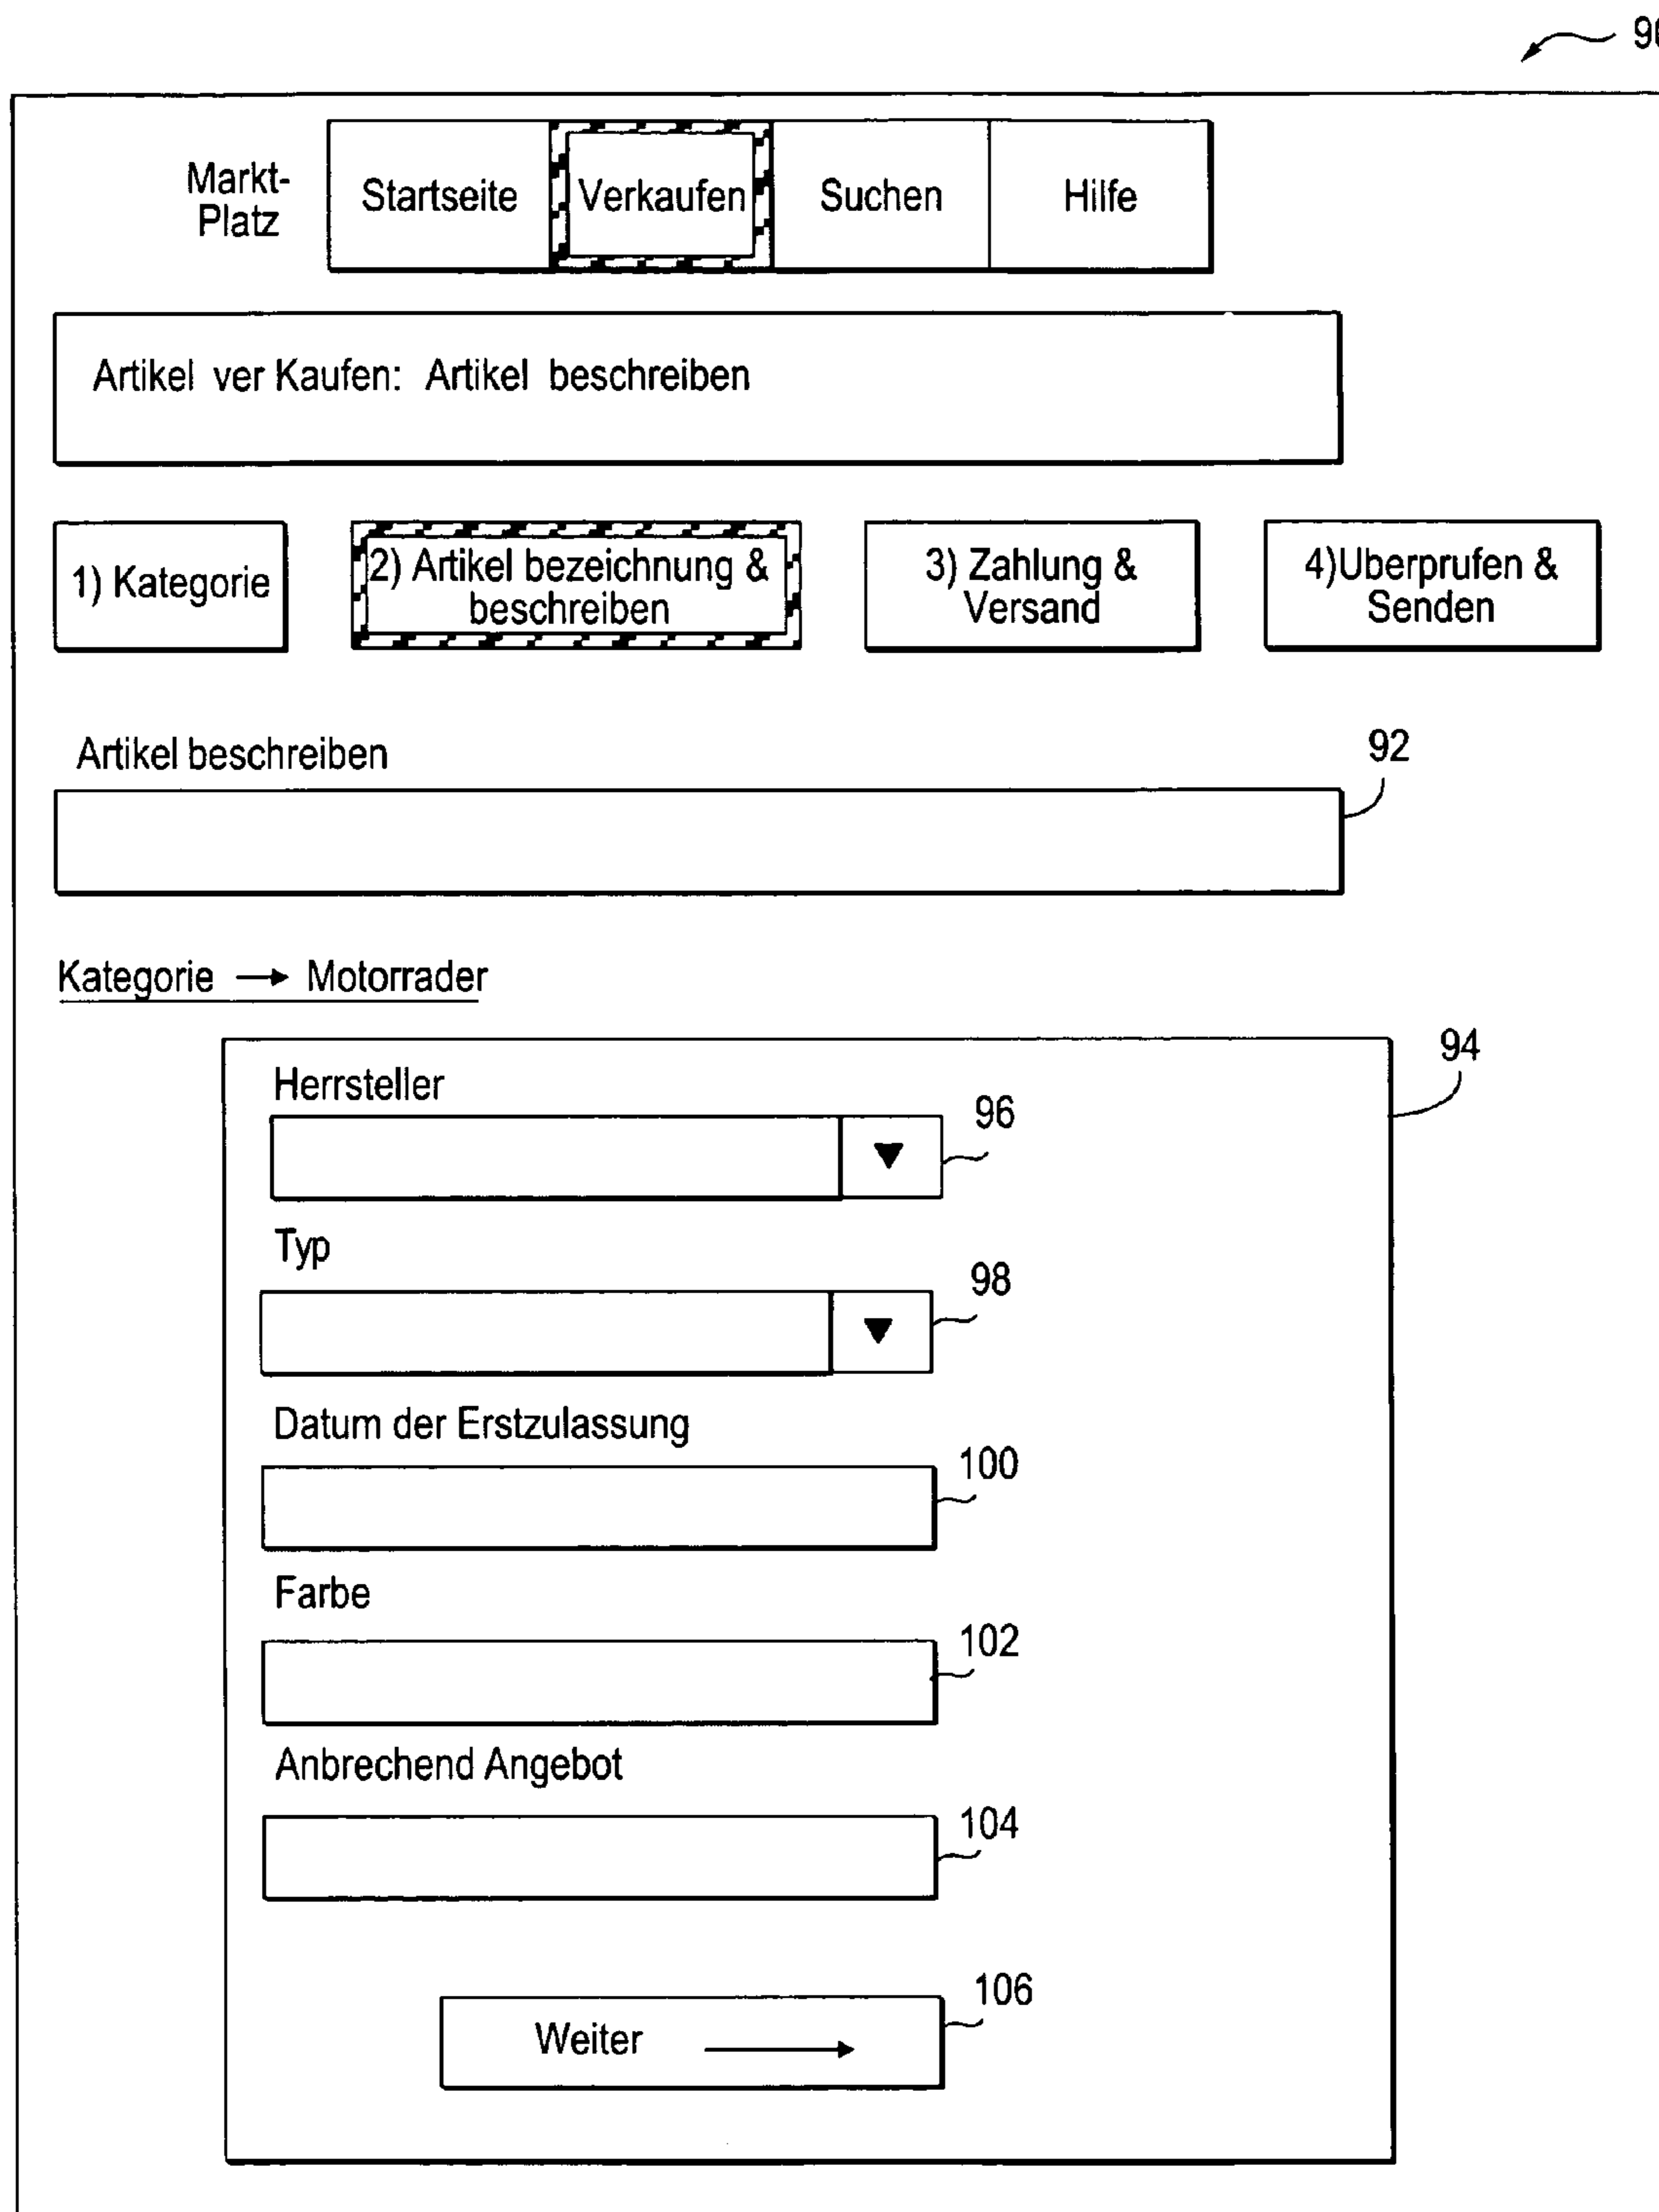 Markt-
Platz
Startseite
Verkaufen
Suchen
Hilfe
Artikel ver Kaufen: Artikel beschreiben
1) Kategorie
2) Artikel bezeichnung &
beschreiben
3) Zahlung &
Versand
4)Uberprufen &
Senden
Artikel beschreiben
92
Kategorie → Motorrader
94
Herrsteller
96
Typ
98
Datum der Erstzulassung
100
Farbe
102
Anbrechend Angebot
104
Weiter
106